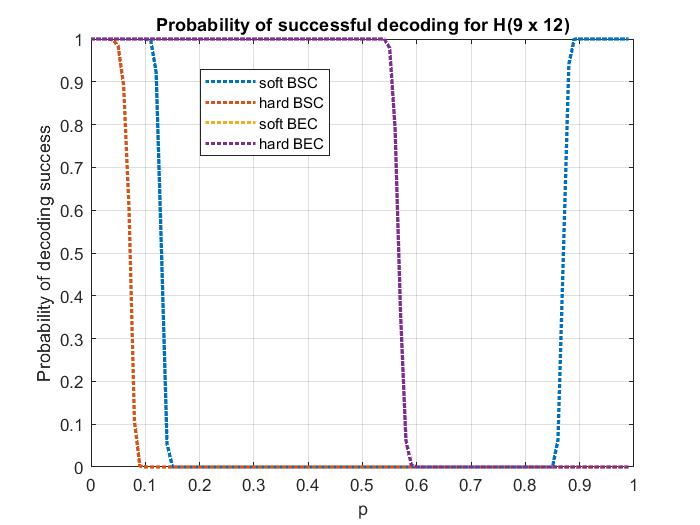 Probability of successful decoding for H(9 x 12)
1
0.9
0.8
0.7
0.6
0.5
0.4
0.3
0.2
0.1
0
Probability of decoding success
soft BSC
hard BSC
soft BEC
hard BEC
0 0.1 0.2 0.3 0.4 0.5 0.6 0.7 0.8 0.9 1
p